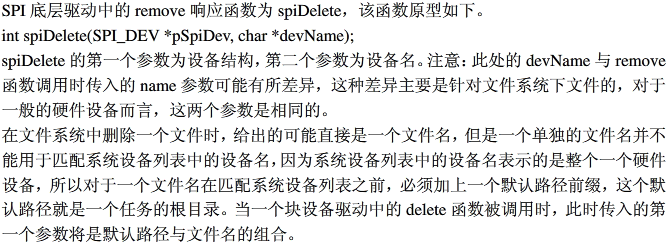 SPI 底层驱动中的 remove 响应函数为 spiDelete，该函数原型如下。
int spiDelete(SPI_DEV *pSpiDev, char *devName);
spiDelete 的第一个参数为设备结构，第二个参数为设备名。注意：此处的 devName 与 remove
函数调用时传入的 name 参数可能有所差异，这种差异主要是针对文件系统下文件的，对于
一般的硬件设备而言，这两个参数是相同的。
在文件系统中删除一个文件时，给出的可能直接是一个文件名，但是一个单独的文件名并不
能用于匹配系统设备列表中的设备名，因为系统设备列表中的设备名表示的是整个一个硬件
设备，所以对于一个文件名在匹配系统设备列表之前，必须加上一个默认路径前缀，这个默
认路径就是一个任务的根目录。当一个块设备驱动中的 delete 函数被调用时，此时传入的第
一个参数将是默认路径与文件名的组合。